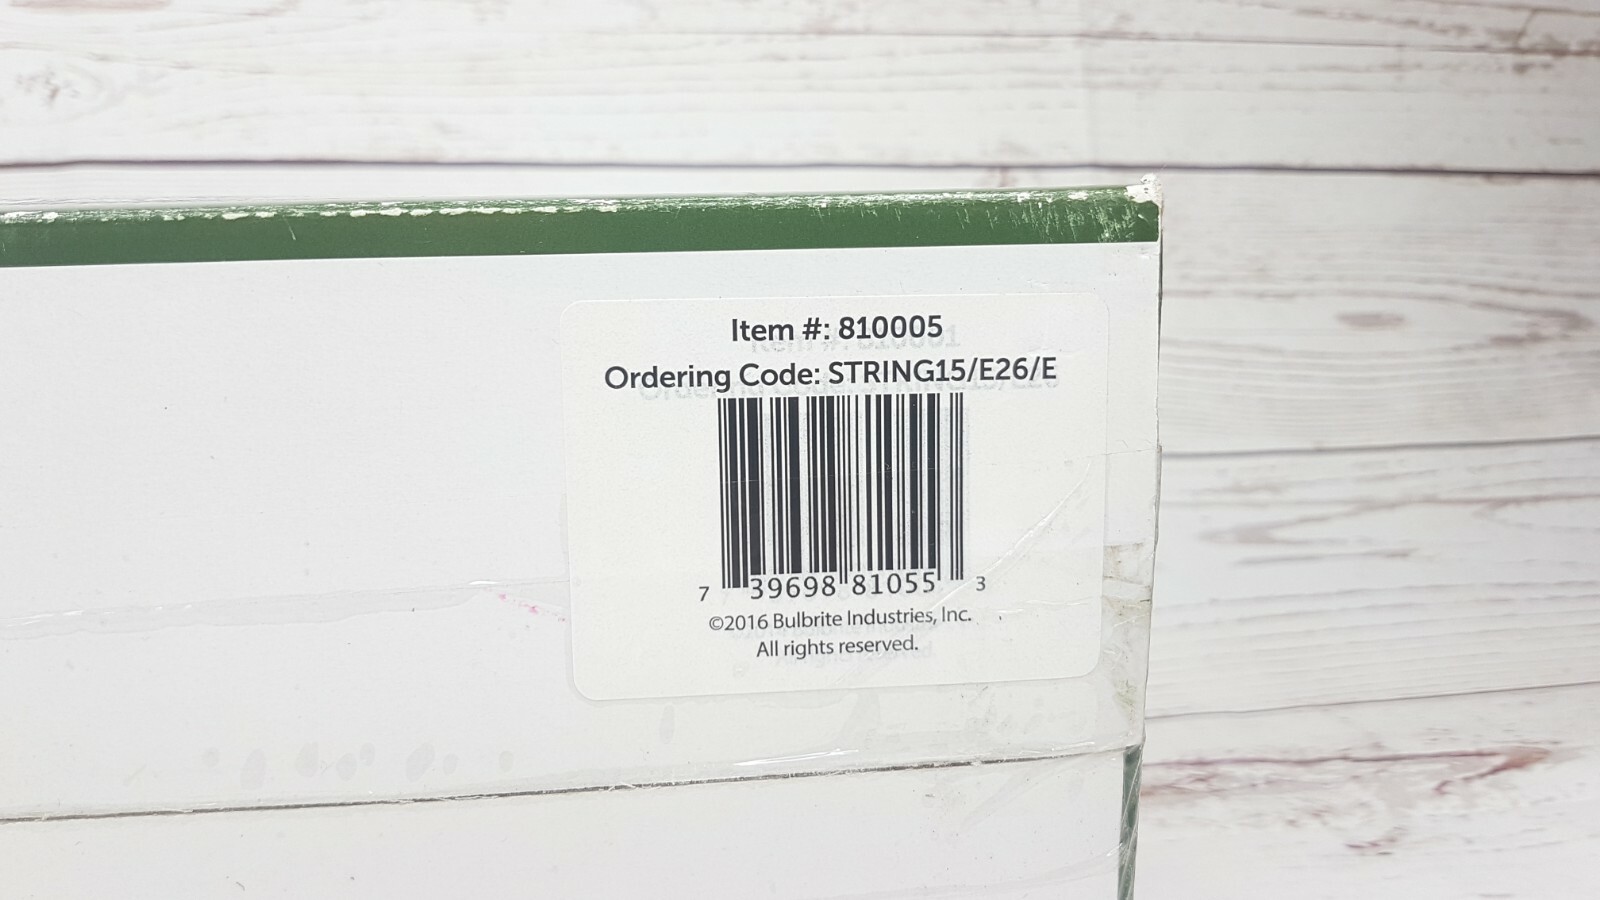 Item #: 810005
Ordering Code: STRING15/E26/E
7 39698 81055 3
©2016 Bulbrite Industries, Inc.
All rights reserved.